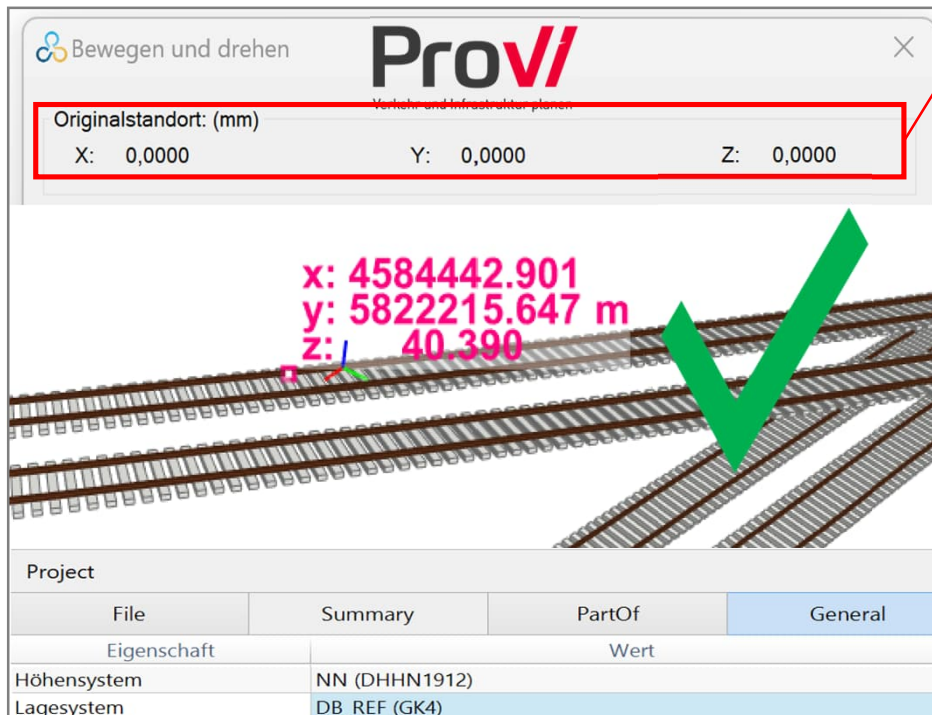 Bewegen und drehen
ProVI
Verkehr und Infrastruktur planen
Originalstandort: (mm)
X: 0,0000 Y: 0,0000 Z: 0,0000
x: 4584442.901
y: 5822215.647 m
z: 40.390
Project
File Summary PartOf General
Eigenschaft Wert
Höhensystem NN (DHHN1912)
Lagesystem DB_REF (GK4)